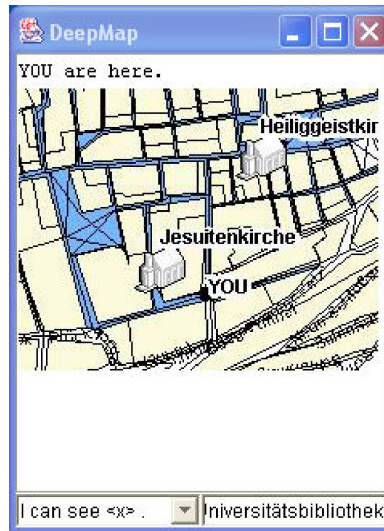 DeepMap
YOU are here.
Heiliggeistkir
Jesuitenkirche
YOU
I can see <x> .
niversitätsbibliothek